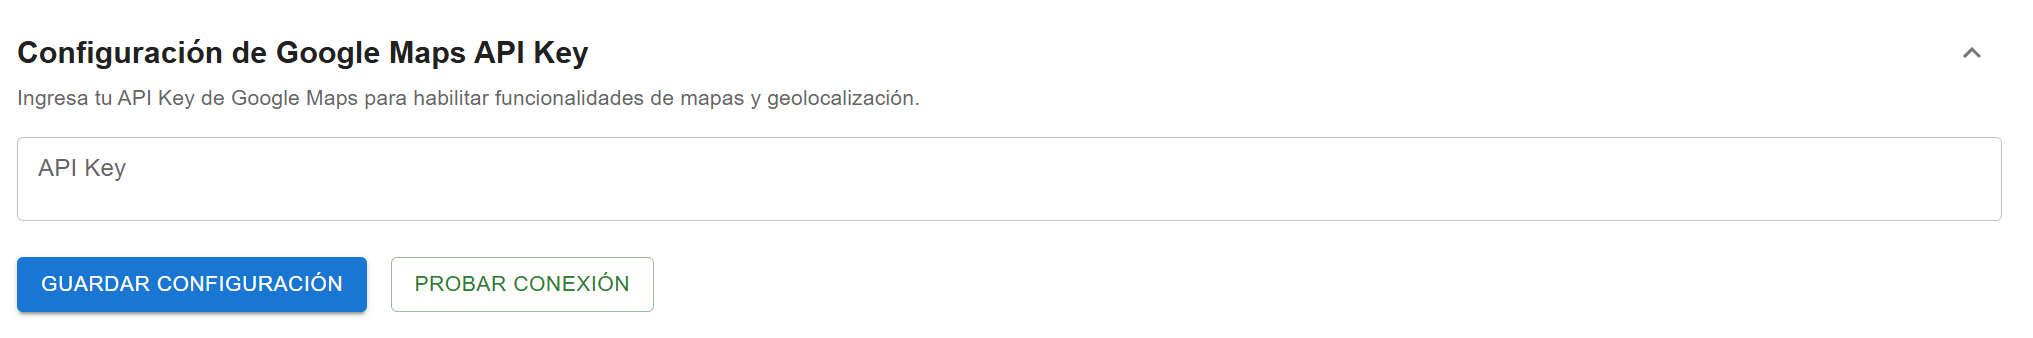 Configuración de Google Maps API Key
Ingresa tu API Key de Google Maps para habilitar funcionalidades de mapas y geolocalización.
API Key
GUARDAR CONFIGURACIÓN
PROBAR CONEXIÓN